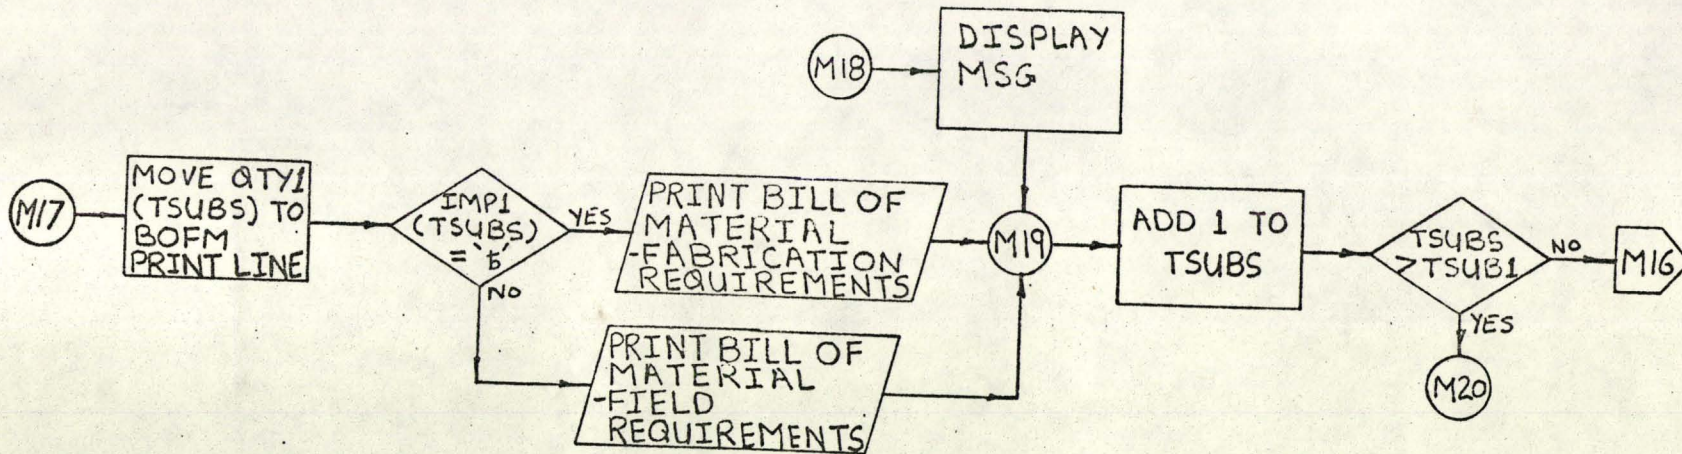 M17
MOVE QTY1
(TSUBS) TO
BOFM
PRINT LINE
IMP1
(TSUBS)
YES
NO
PRINT BILL OF
MATERIAL
-FABRICATION
REQUIREMENTS
PRINT BILL OF
MATERIAL
-FIELD
REQUIREMENTS
M18
DISPLAY
MSG
M19
ADD 1 TO
TSUBS
TSUBS
> TSUB1
NO
M16
YES
M20